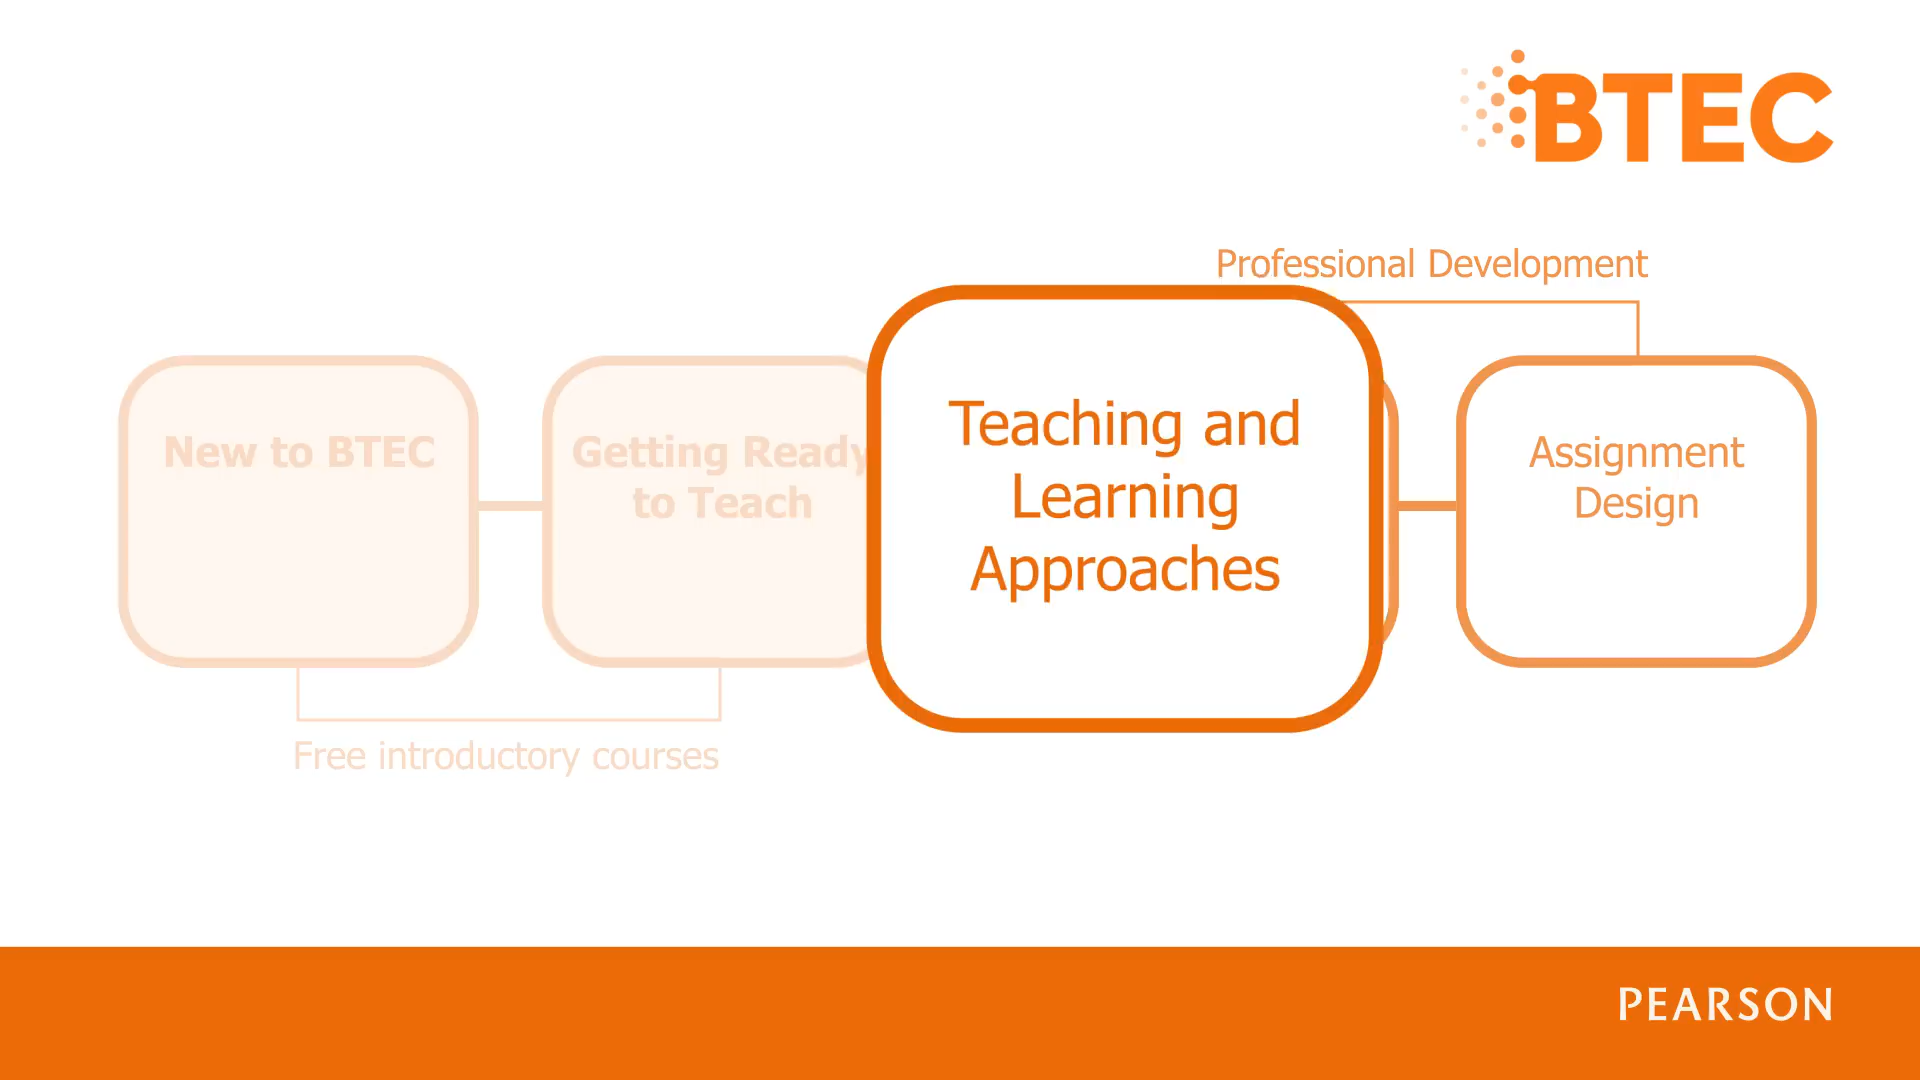 BTEC
Professional Development
New to BTEC
Getting Ready
to Teach
Teaching and
Learning
Approaches
Assignment
Design
Free introductory courses
PEARSON